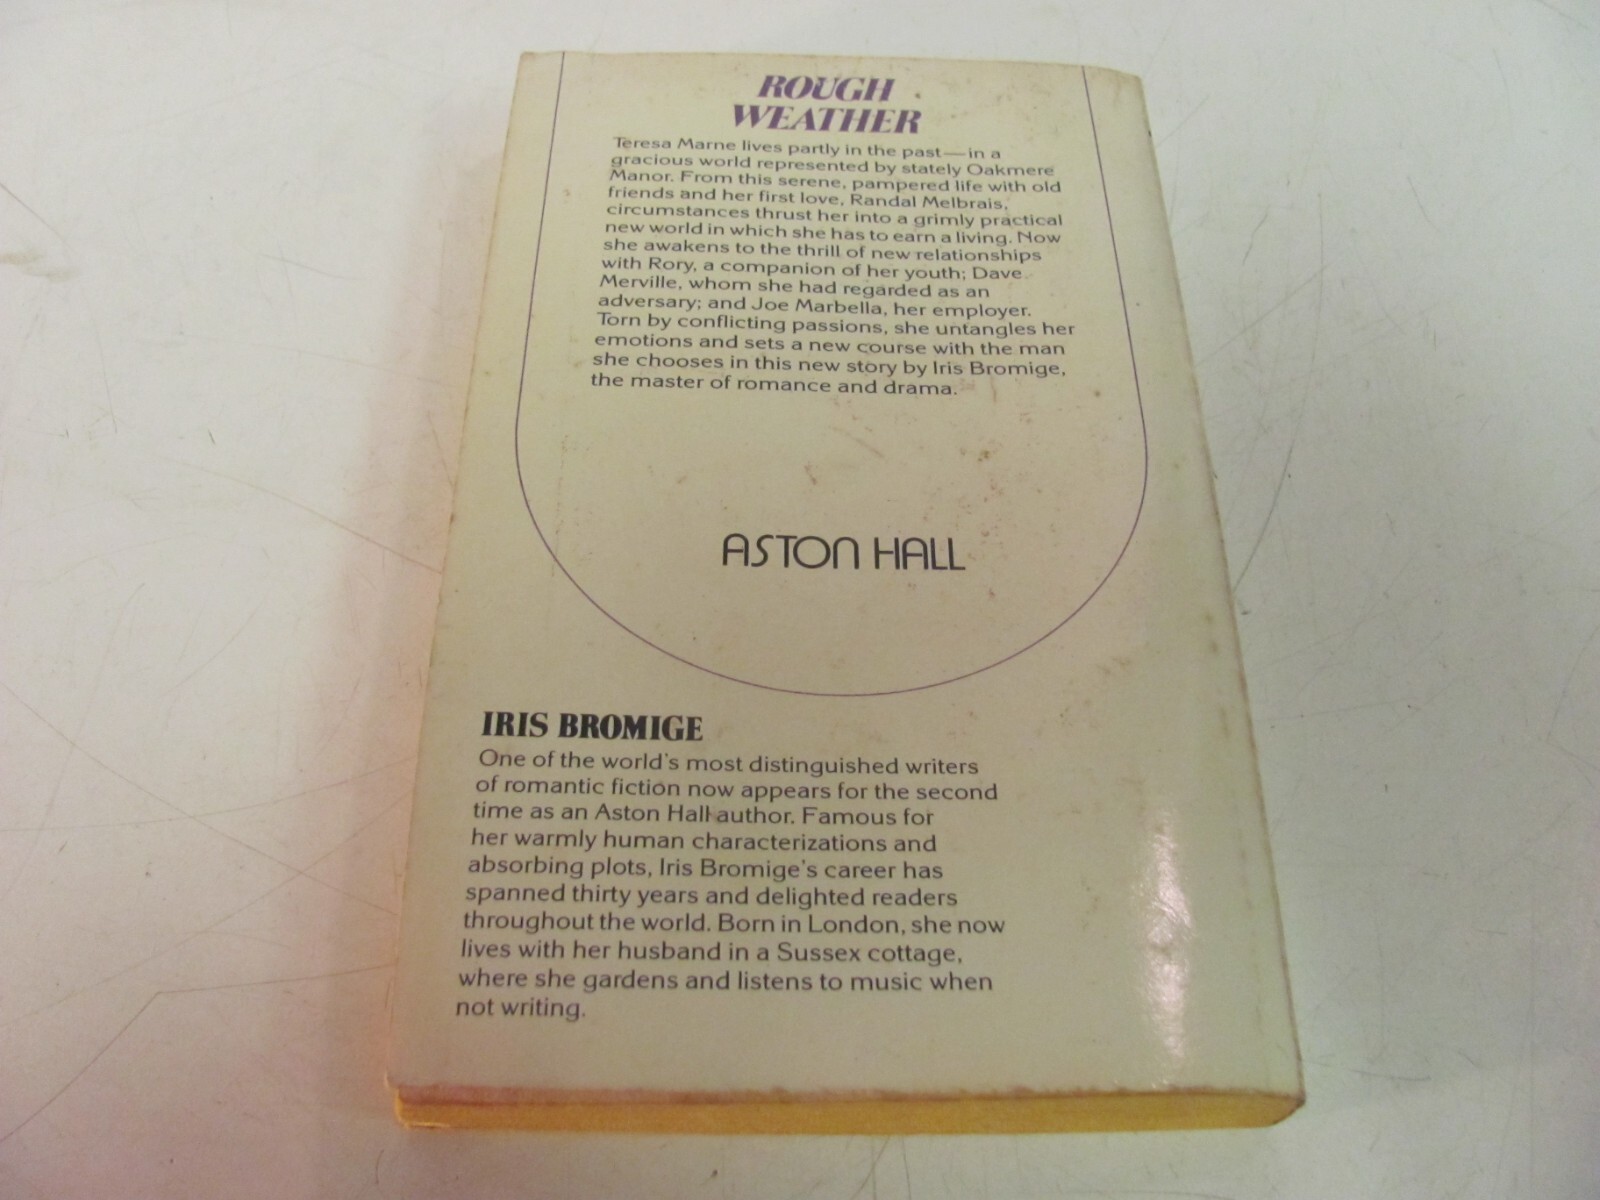 ROUGH
WEATHER
Teresa Marne lives partly in the past—in a
gracious world represented by stately Oakmere
Manor. From this serene, pampered life with old
friends and her first love, Randal Melbrais,
circumstances thrust her into a grimly practical
new world in which she has to earn a living. Now
she awakens to the thrill of new relationships
with Rory, a companion of her youth; Dave
Merville, whom she had regarded as an
adversary; and Joe Marbella, her employer.
Torn by conflicting passions, she untangles her
emotions and sets a new course with the man
she chooses in this new story by Iris Bromige,
the master of romance and drama.
ASTON HALL
IRIS BROMIGE
One of the world's most distinguished writers
of romantic fiction now appears for the second
time as an Aston Hall author. Famous for
her warmly human characterizations and
absorbing plots, Iris Bromige's career has
spanned thirty years and delighted readers
throughout the world. Born in London, she now
lives with her husband in a Sussex cottage,
where she gardens and listens to music when
not writing.